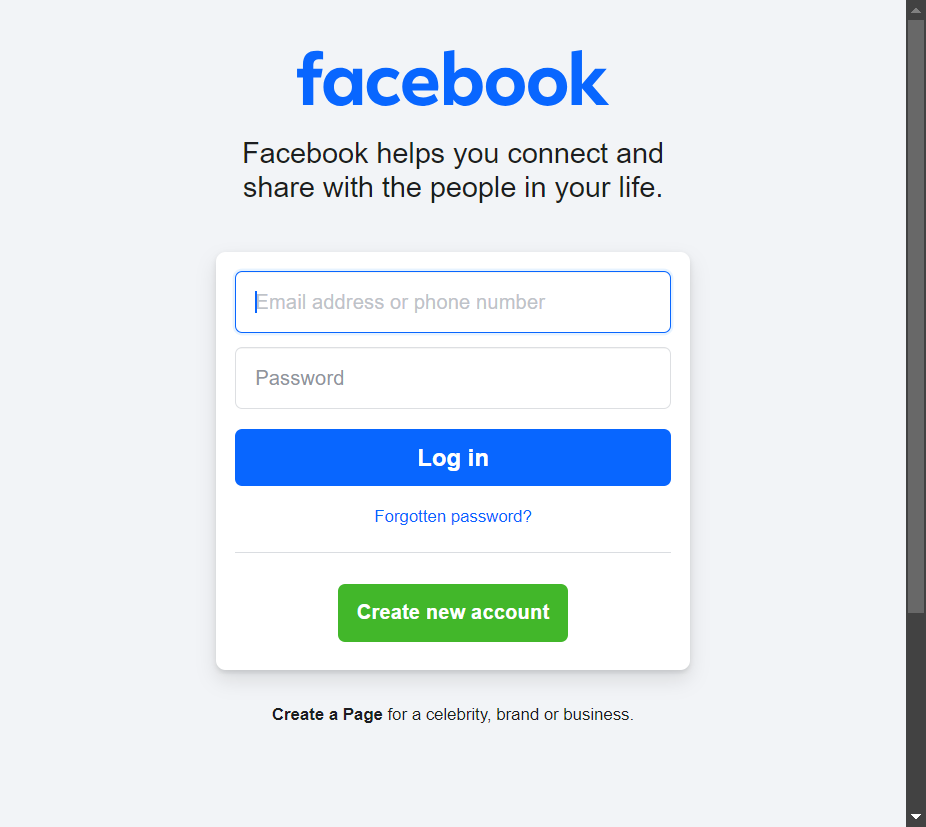 facebook
Facebook helps you connect and
share with the people in your life.
Email address or phone number
Password
Log in
Forgotten password?
Create new account
Create a Page for a celebrity, brand or business.